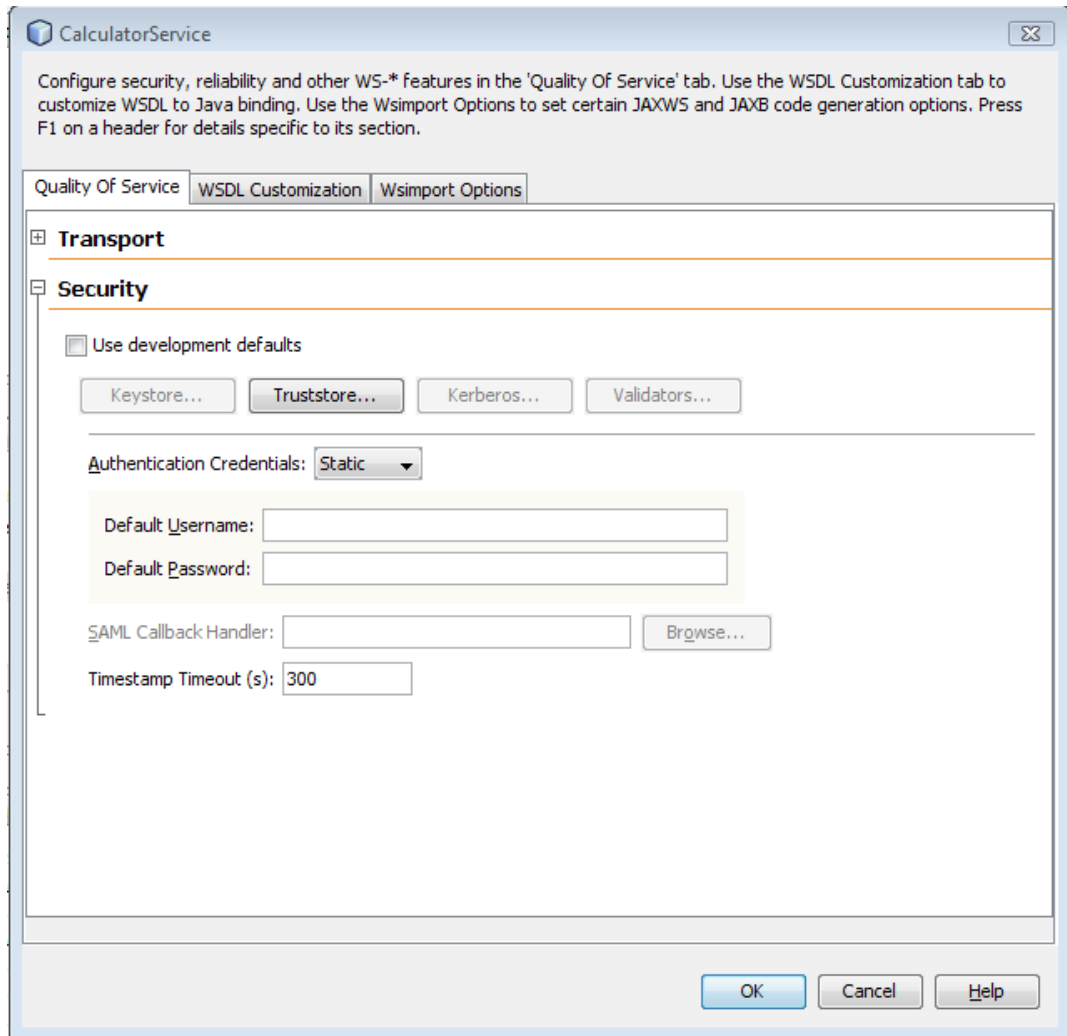 CalculatorService
Configure security, reliability and other WS-* features in the 'Quality Of Service' tab. Use the WSDL Customization tab to
customize WSDL to Java binding. Use the Wsimport Options to set certain JAXWS and JAXB code generation options. Press
F1 on a header for details specific to its section.
Quality Of Service WSDL Customization Wsimport Options
Transport
Security
Use development defaults
Keystore... Truststore... Kerberos... Validators...
Authentication Credentials: Static
Default Username:
Default Password:
SAML Callback Handler: Browse...
Timestamp Timeout (s): 300
OK Cancel Help